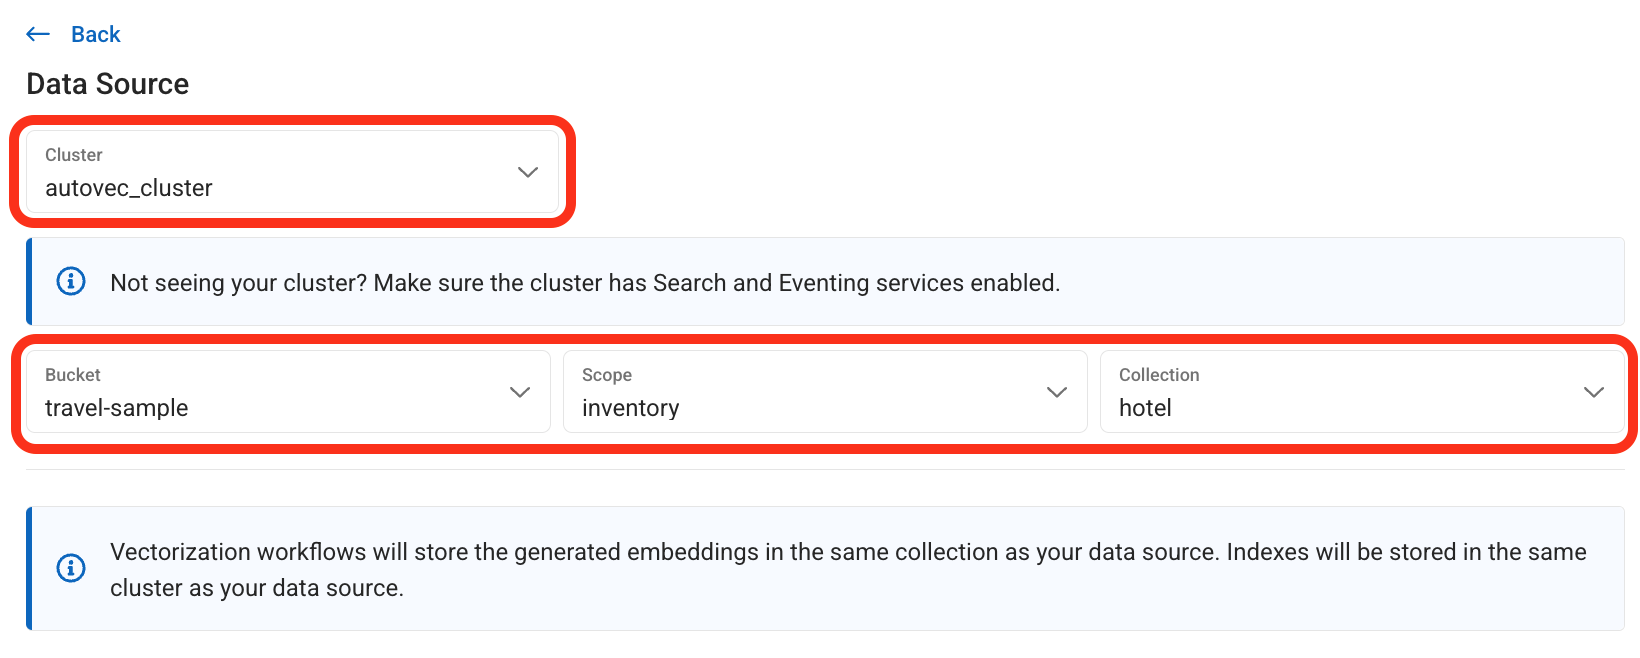 Back
Data Source
Cluster
autovec_cluster
Not seeing your cluster? Make sure the cluster has Search and Eventing services enabled.
Bucket
travel-sample
Scope
inventory
Collection
hotel
Vectorization workflows will store the generated embeddings in the same collection as your data source. Indexes will be stored in the same
cluster as your data source.